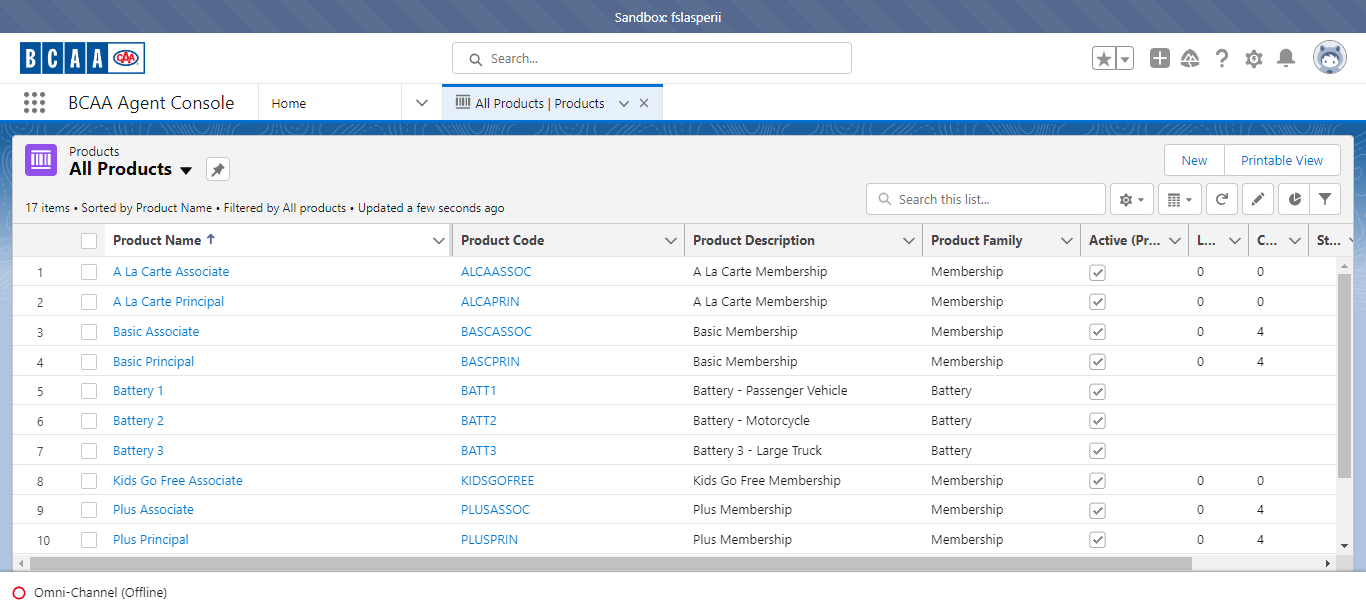 Sandbox: fslasperii
BCAA CAA
Search...
BCAA Agent Console Home All Products | Products
Products
All Products
New Printable View
17 items • Sorted by Product Name • Filtered by All products • Updated a few seconds ago
Search this list...
Product Name Product Code Product Description Product Family Active (Pr... L... C... St...
1 A La Carte Associate ALCAASSOC A La Carte Membership Membership 0 0
2 A La Carte Principal ALCAPRIN A La Carte Membership Membership 0 0
3 Basic Associate BASCASSOC Basic Membership Membership 0 4
4 Basic Principal BASCPRIN Basic Membership Membership 0 4
5 Battery 1 BATT1 Battery - Passenger Vehicle Battery
6 Battery 2 BATT2 Battery - Motorcycle Battery
7 Battery 3 BATT3 Battery 3 - Large Truck Battery
8 Kids Go Free Associate KIDSGOFREE Kids Go Free Membership Membership 0 0
9 Plus Associate PLUSASSOC Plus Membership Membership 0 4
10 Plus Principal PLUSPRIN Plus Membership Membership 0 4
Omni-Channel (Offline)